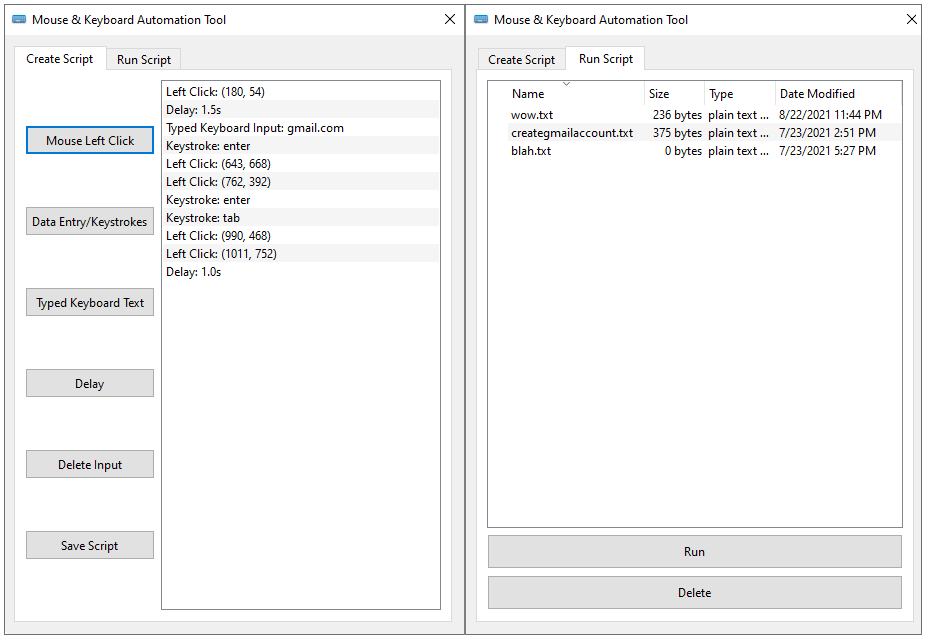 Mouse & Keyboard Automation Tool
Create Script Run Script
Mouse Left Click
Data Entry/Keystrokes
Typed Keyboard Text
Delay
Delete Input
Save Script
Left Click: (180, 54)
Delay: 1.5s
Typed Keyboard Input: gmail.com
Keystroke: enter
Left Click: (643, 668)
Left Click: (762, 392)
Keystroke: enter
Keystroke: tab
Left Click: (990, 468)
Left Click: (1011, 752)
Delay: 1.0s
Mouse & Keyboard Automation Tool
Create Script Run Script
Name Size Type Date Modified
wow.txt 236 bytes plain text ... 8/22/2021 11:44 PM
creategmailaccount.txt 375 bytes plain text ... 7/23/2021 2:51 PM
blah.txt 0 bytes plain text ... 7/23/2021 5:27 PM
Run
Delete